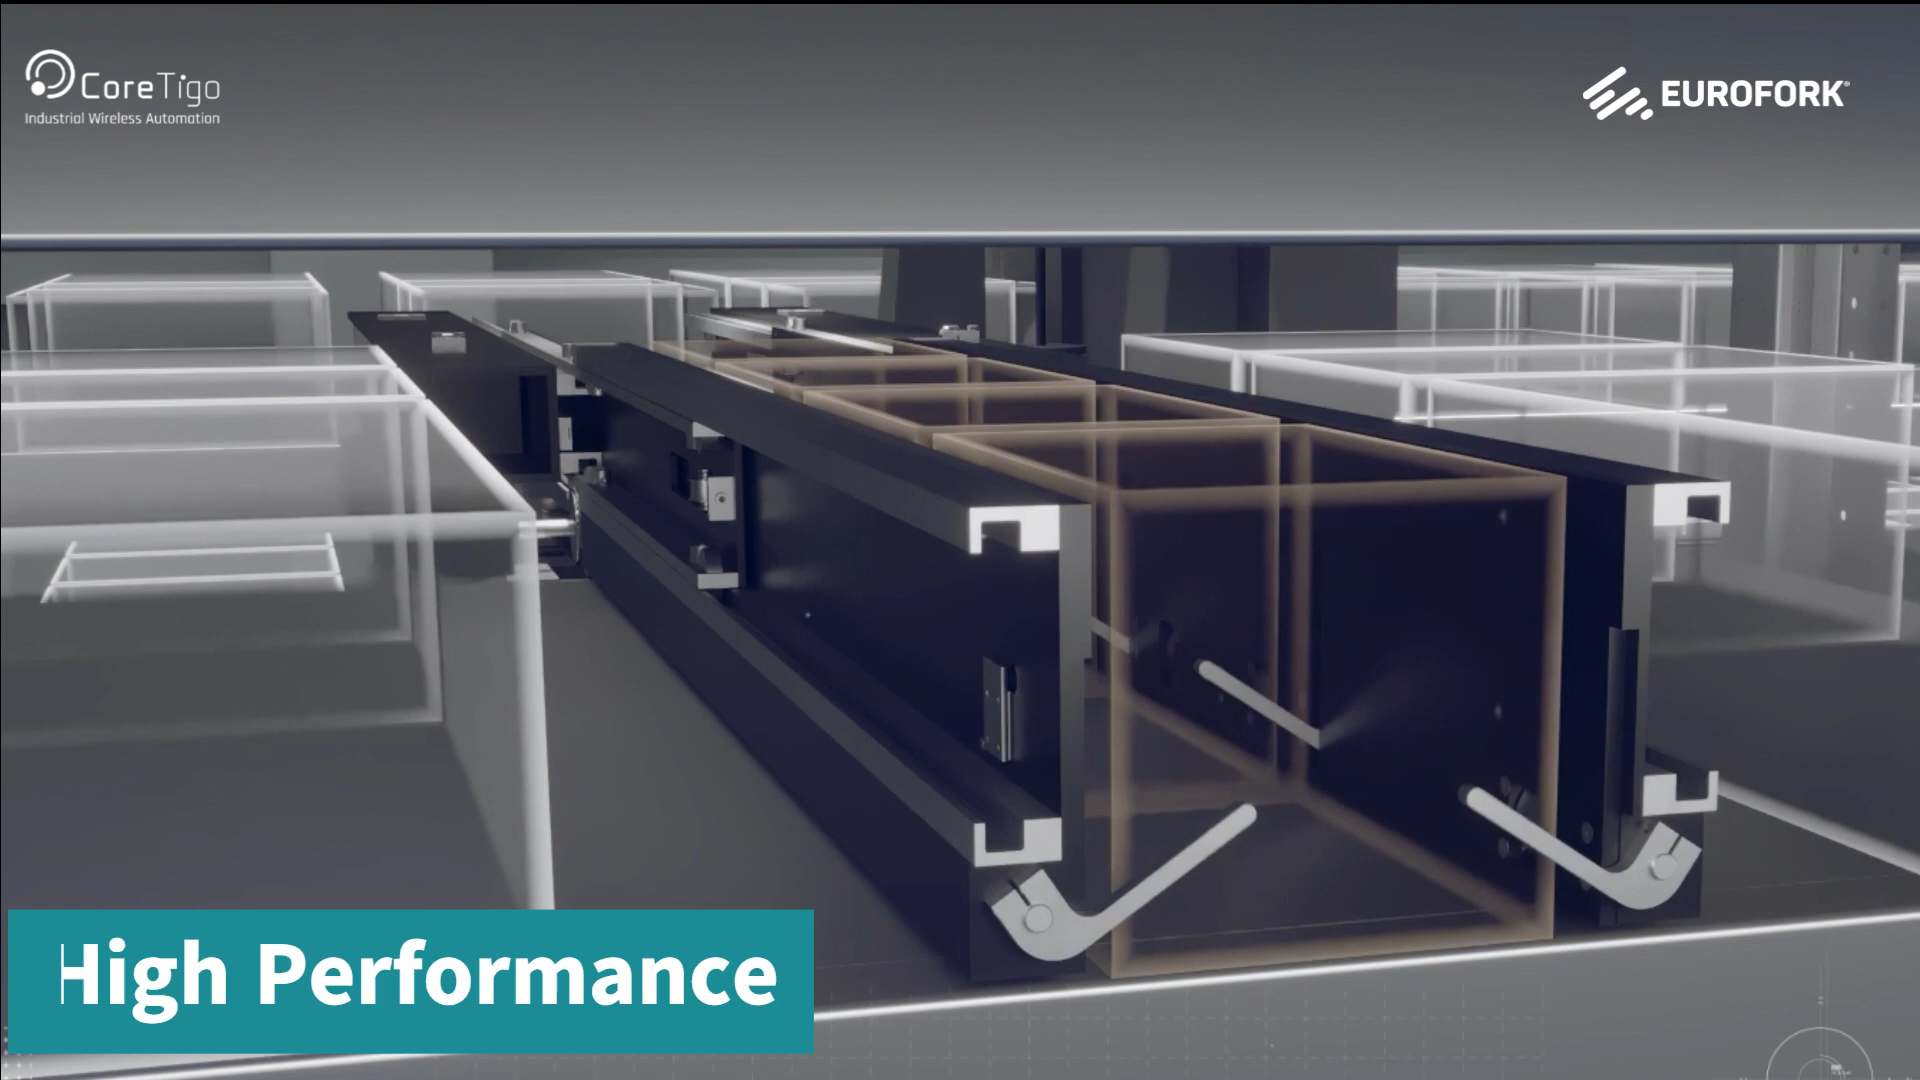 CoreTigo
Industrial Wireless Automation
EUROFORK®
High Performance